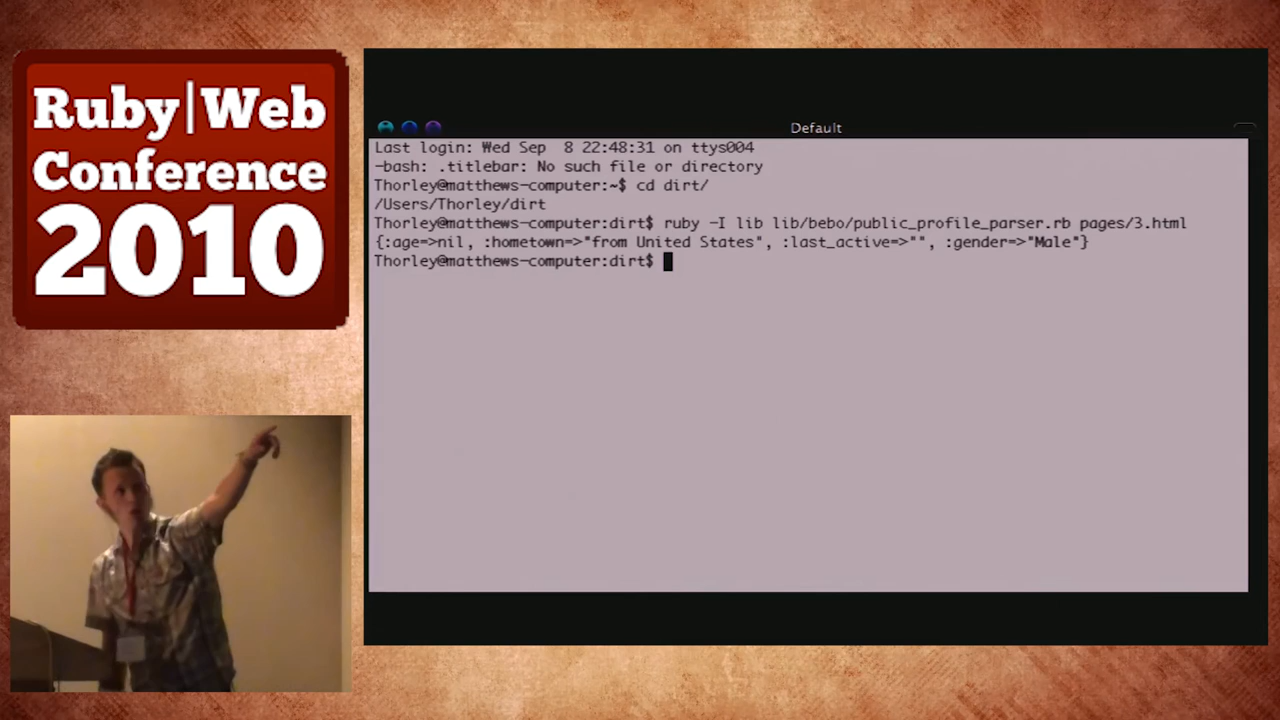 Ruby|Web
Conference
2010
Default
Last login: Wed Sep  8 22:48:31 on ttys004
-bash: .titlebar: No such file or directory
Thorley@matthews-computer:~$ cd dirt/
/Users/Thorley/dirt
Thorley@matthews-computer:dirt$ ruby -I lib lib/bebo/public_profile_parser.rb pages/3.html
{:age=>nil, :hometown=>"from United States", :last_active=>"", :gender=>"Male"}
Thorley@matthews-computer:dirt$